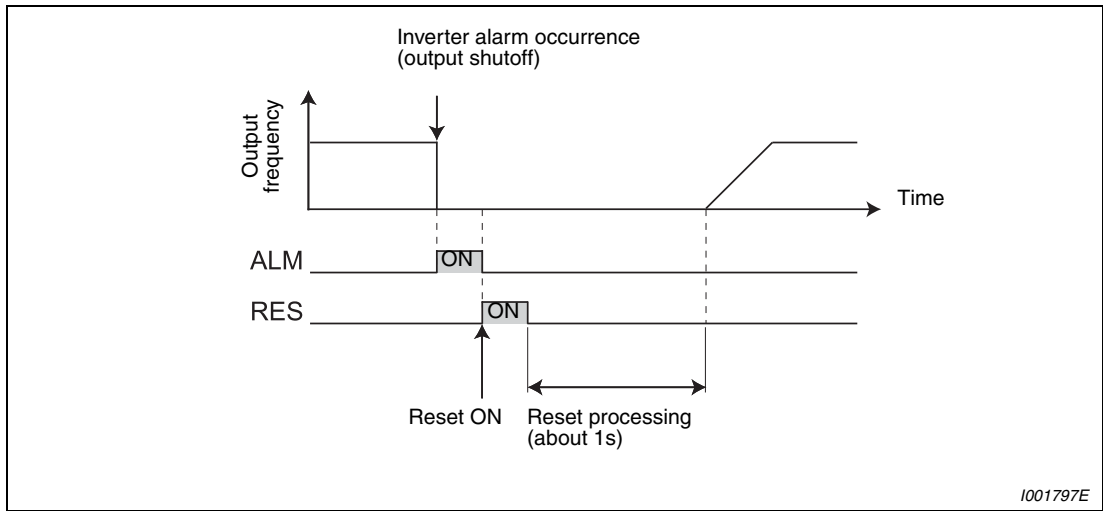 Inverter alarm occurrence
(output shutoff)
Output
frequency
Time
ALM
ON
RES
ON
Reset ON
Reset processing
(about 1s)
I001797E